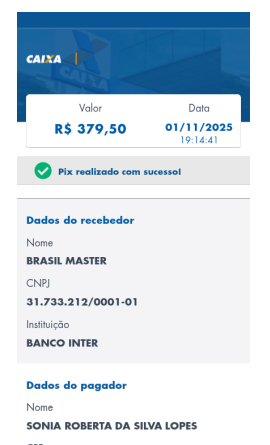 CAIXA
Valor Data
R$ 379,50 01/11/2025
19:14:41
Pix realizado com sucesso!
Dados do recebedor
Nome
BRASIL MASTER
CNPJ
31.733.212/0001-01
Instituição
BANCO INTER
Dados do pagador
Nome
SONIA ROBERTA DA SILVA LOPES